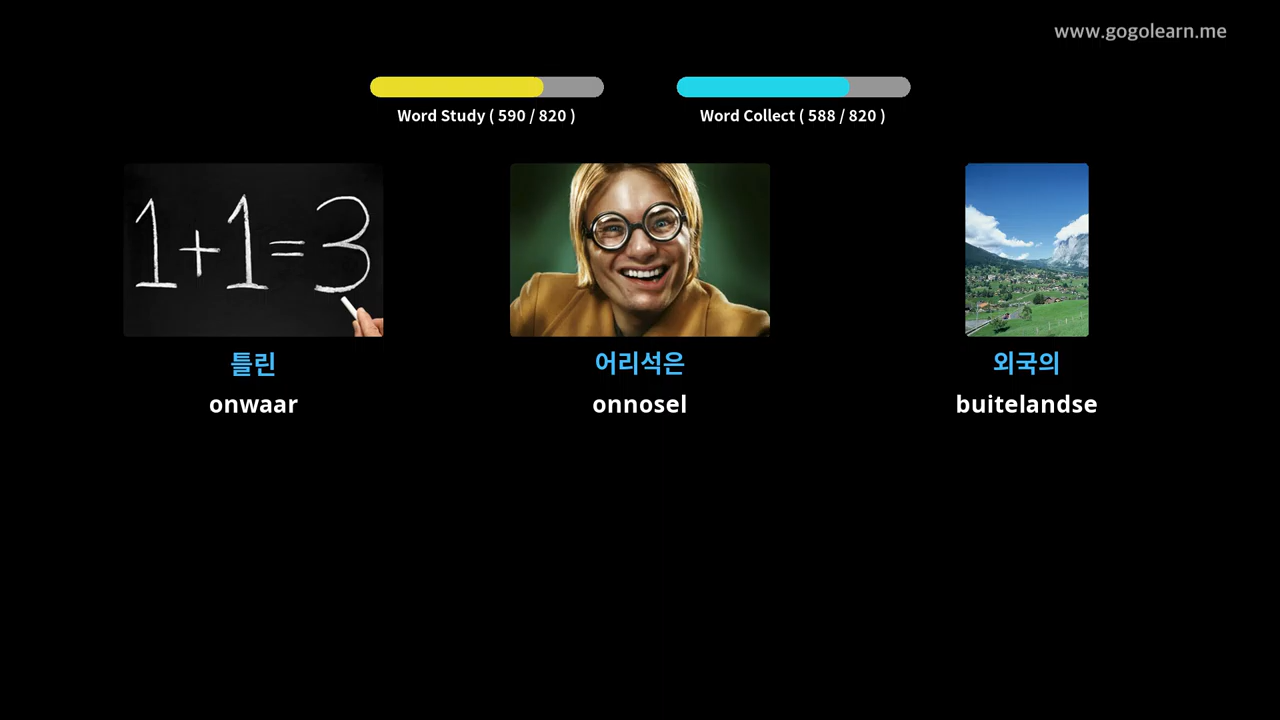 www.gogolearn.me
Word Study ( 590 / 820 )
Word Collect ( 588 / 820 )
1+1=3
틀린
어리석은
외국의
onwaar
onnosel
buitelandse